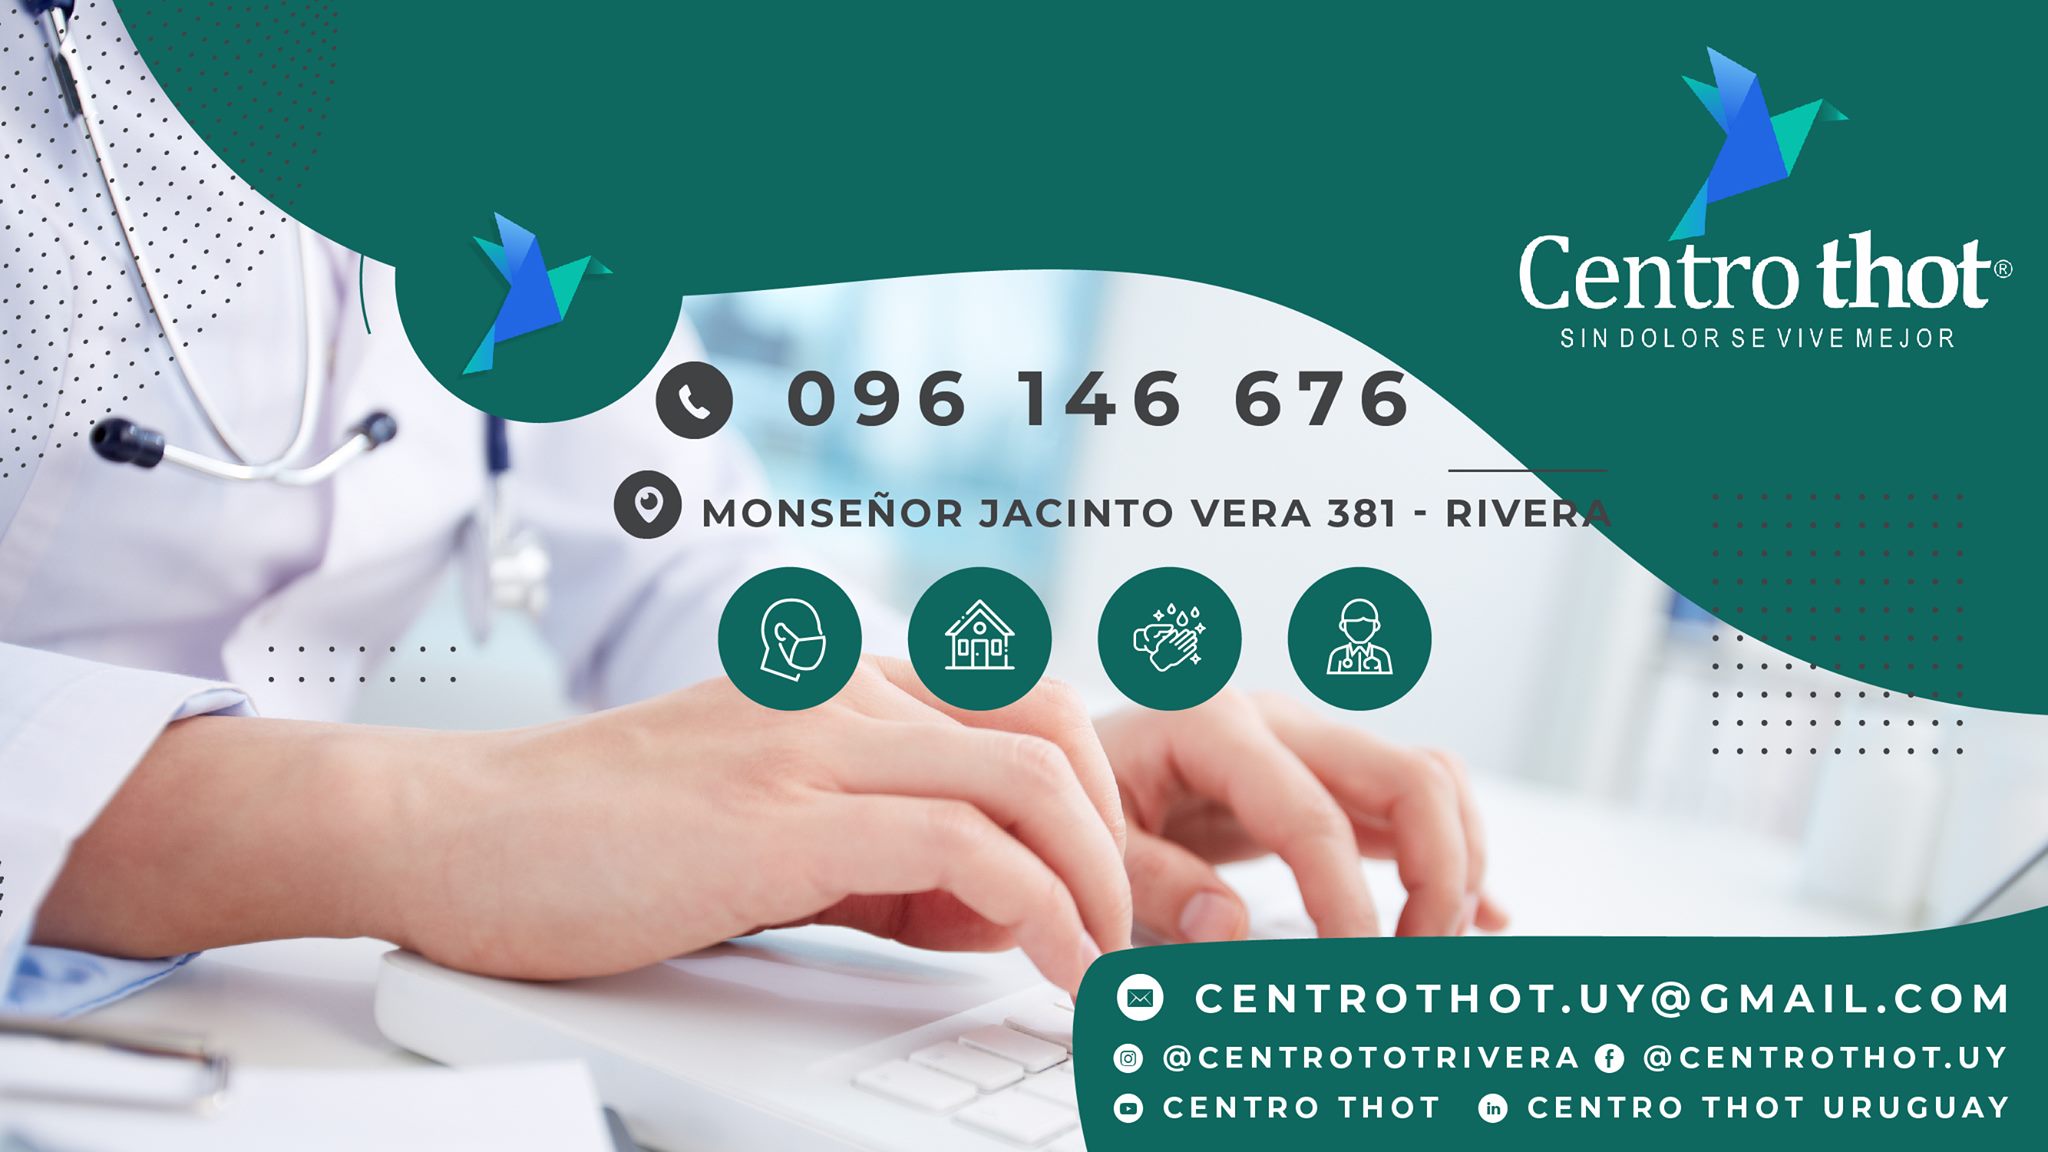 Centro thot®
SIN DOLOR SE VIVE MEJOR
096 146 676
MONSEÑOR JACINTO VERA 381 - RIVERA
CENTROTHOT.UY@GMAIL.COM
@CENTROTOTRIVERA @CENTROTHOT.UY
CENTRO THOT CENTRO THOT URUGUAY